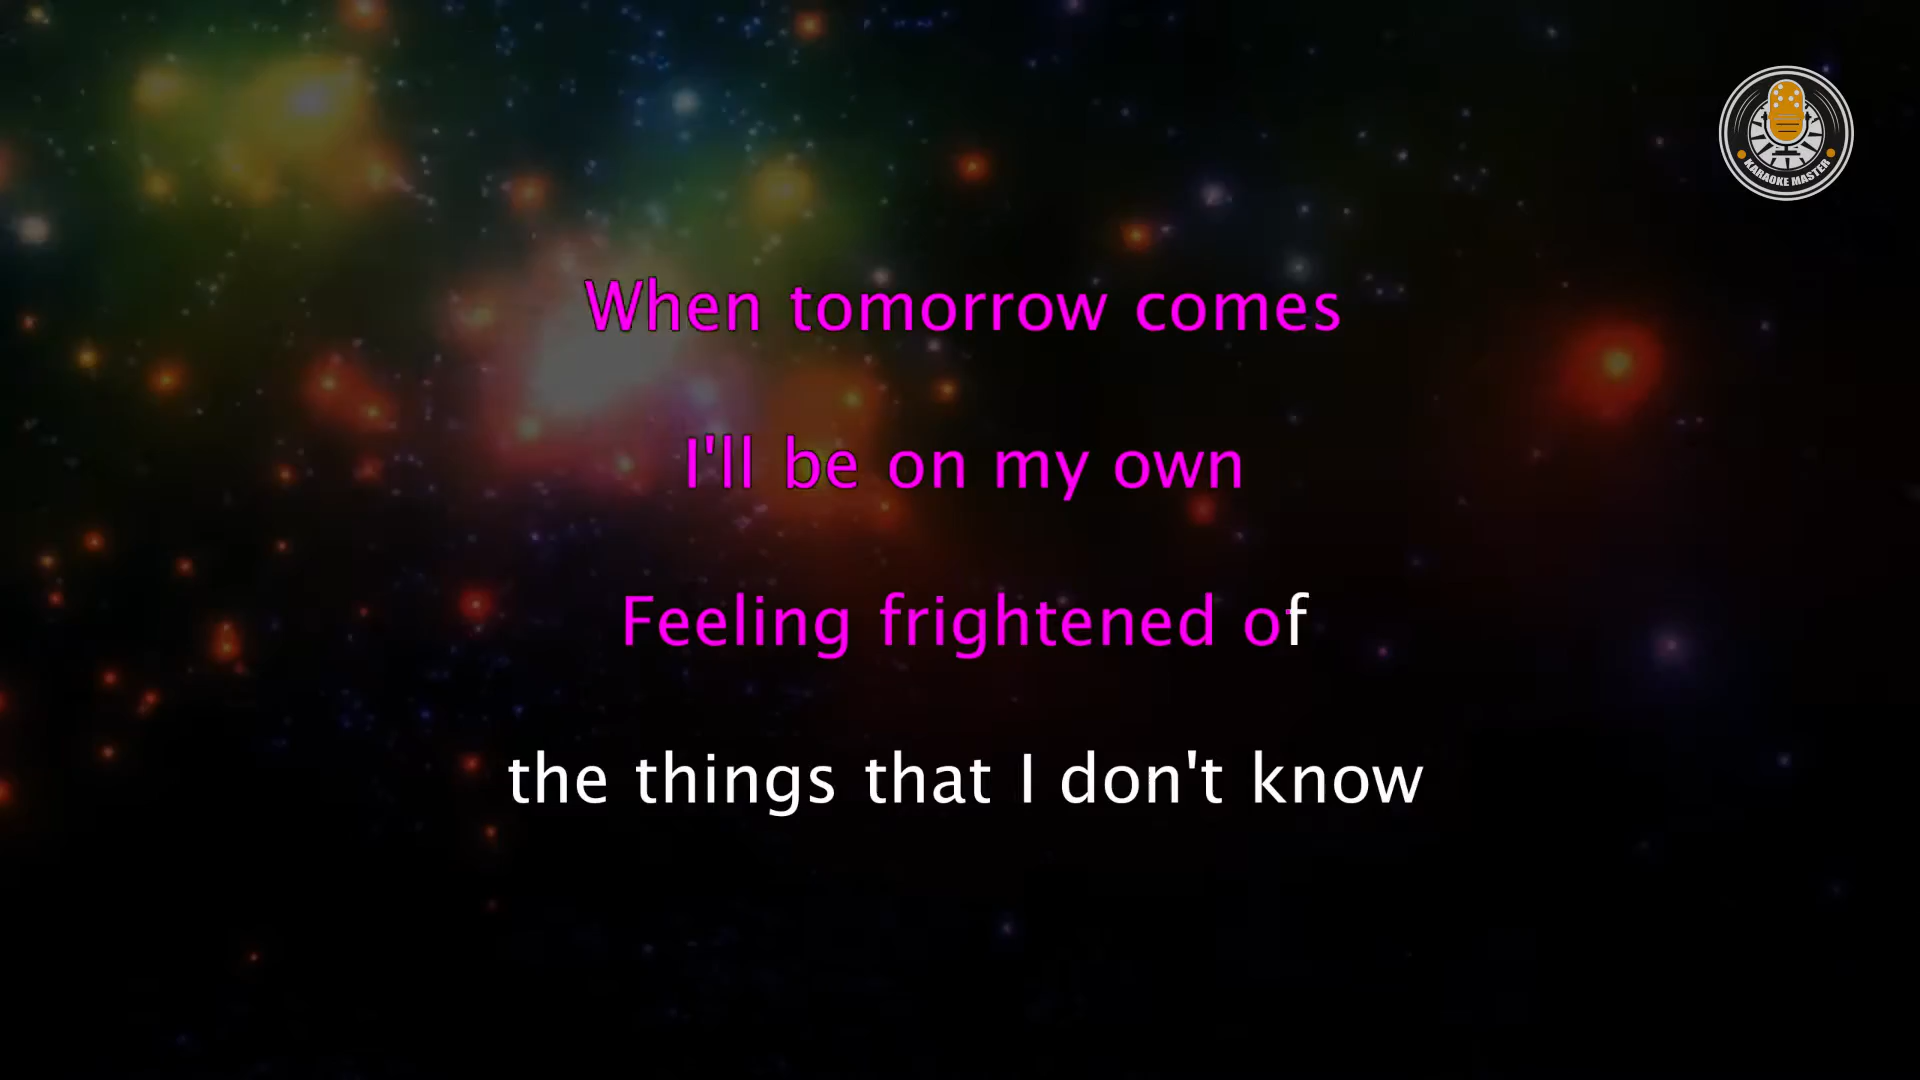 KARAOKE MASTER
When tomorrow comes
I'll be on my own
Feeling frightened of
the things that I don't know